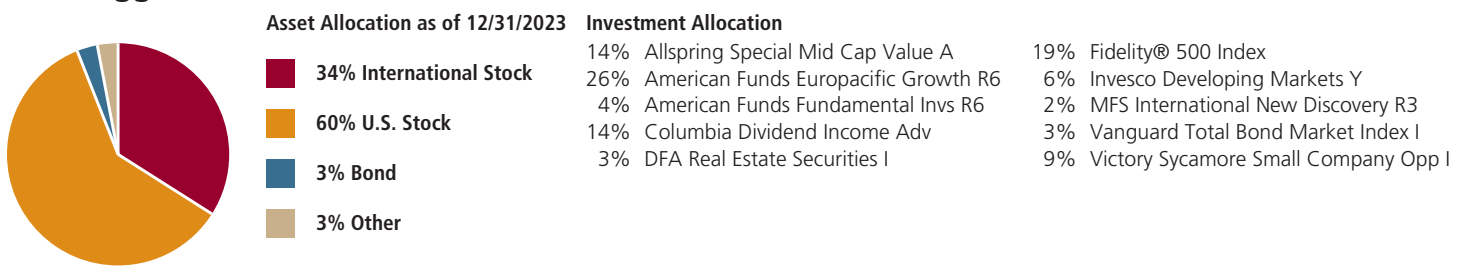 Asset Allocation as of 12/31/2023
34% International Stock
60% U.S. Stock
3% Bond
3% Other
Investment Allocation
14% Allspring Special Mid Cap Value A
26% American Funds Europacific Growth R6
4% American Funds Fundamental Invs R6
14% Columbia Dividend Income Adv
3% DFA Real Estate Securities I
19% Fidelity® 500 Index
6% Invesco Developing Markets Y
2% MFS International New Discovery R3
3% Vanguard Total Bond Market Index I
9% Victory Sycamore Small Company Opp I